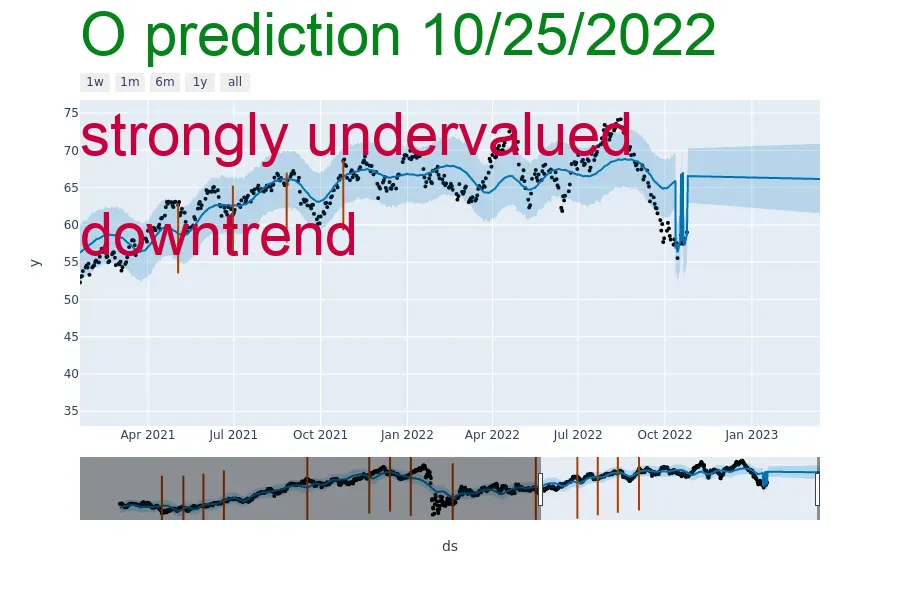 O prediction 10/25/2022
1w 1m 6m 1y all
strongly undervalued
downtrend
75
70
65
60
55
50
45
40
35
y
Apr 2021 Jul 2021 Oct 2021 Jan 2022 Apr 2022 Jul 2022 Oct 2022 Jan 2023
ds